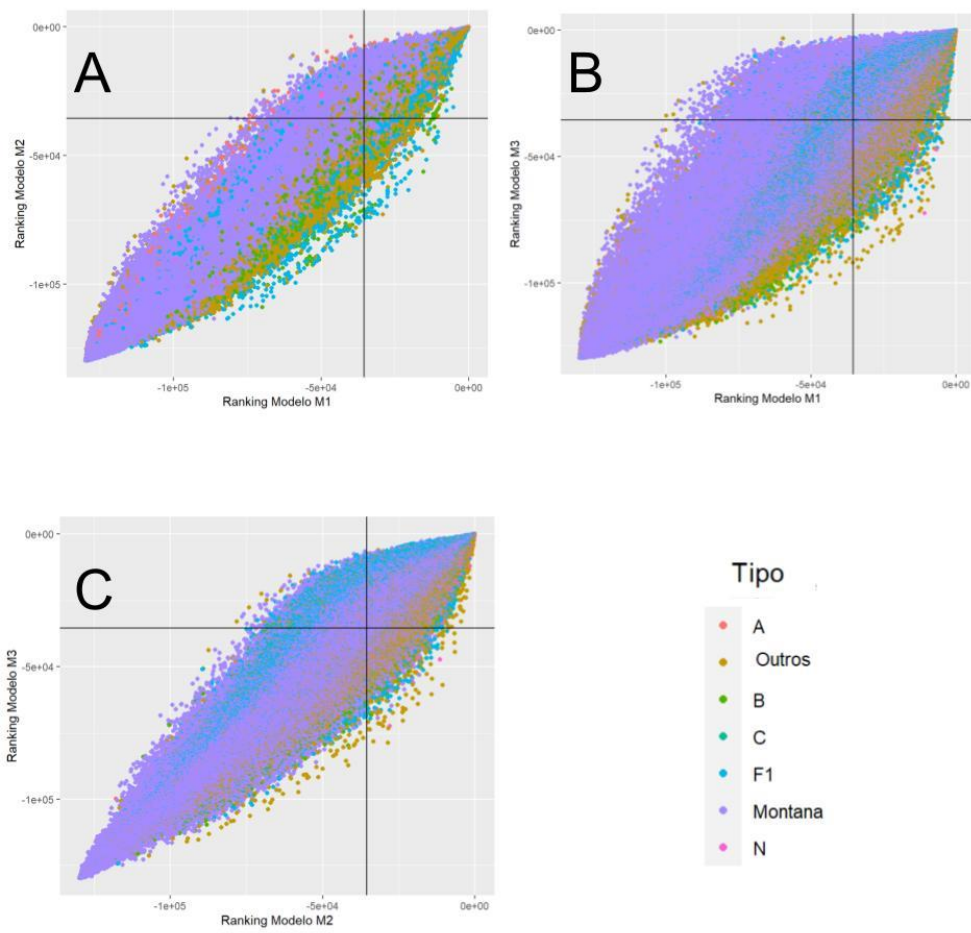 A
0e+00
-5e+04
-1e+05
Ranking Modelo M2
-1e+05
-5e+04
0e+00
Ranking Modelo M1
B
0e+00
-5e+04
-1e+05
Ranking Modelo M3
-1e+05
-5e+04
0e+00
Ranking Modelo M1
C
0e+00
-5e+04
-1e+05
Ranking Modelo M3
-1e+05
-5e+04
0e+00
Ranking Modelo M2
Tipo
A
Outros
B
C
F1
Montana
N